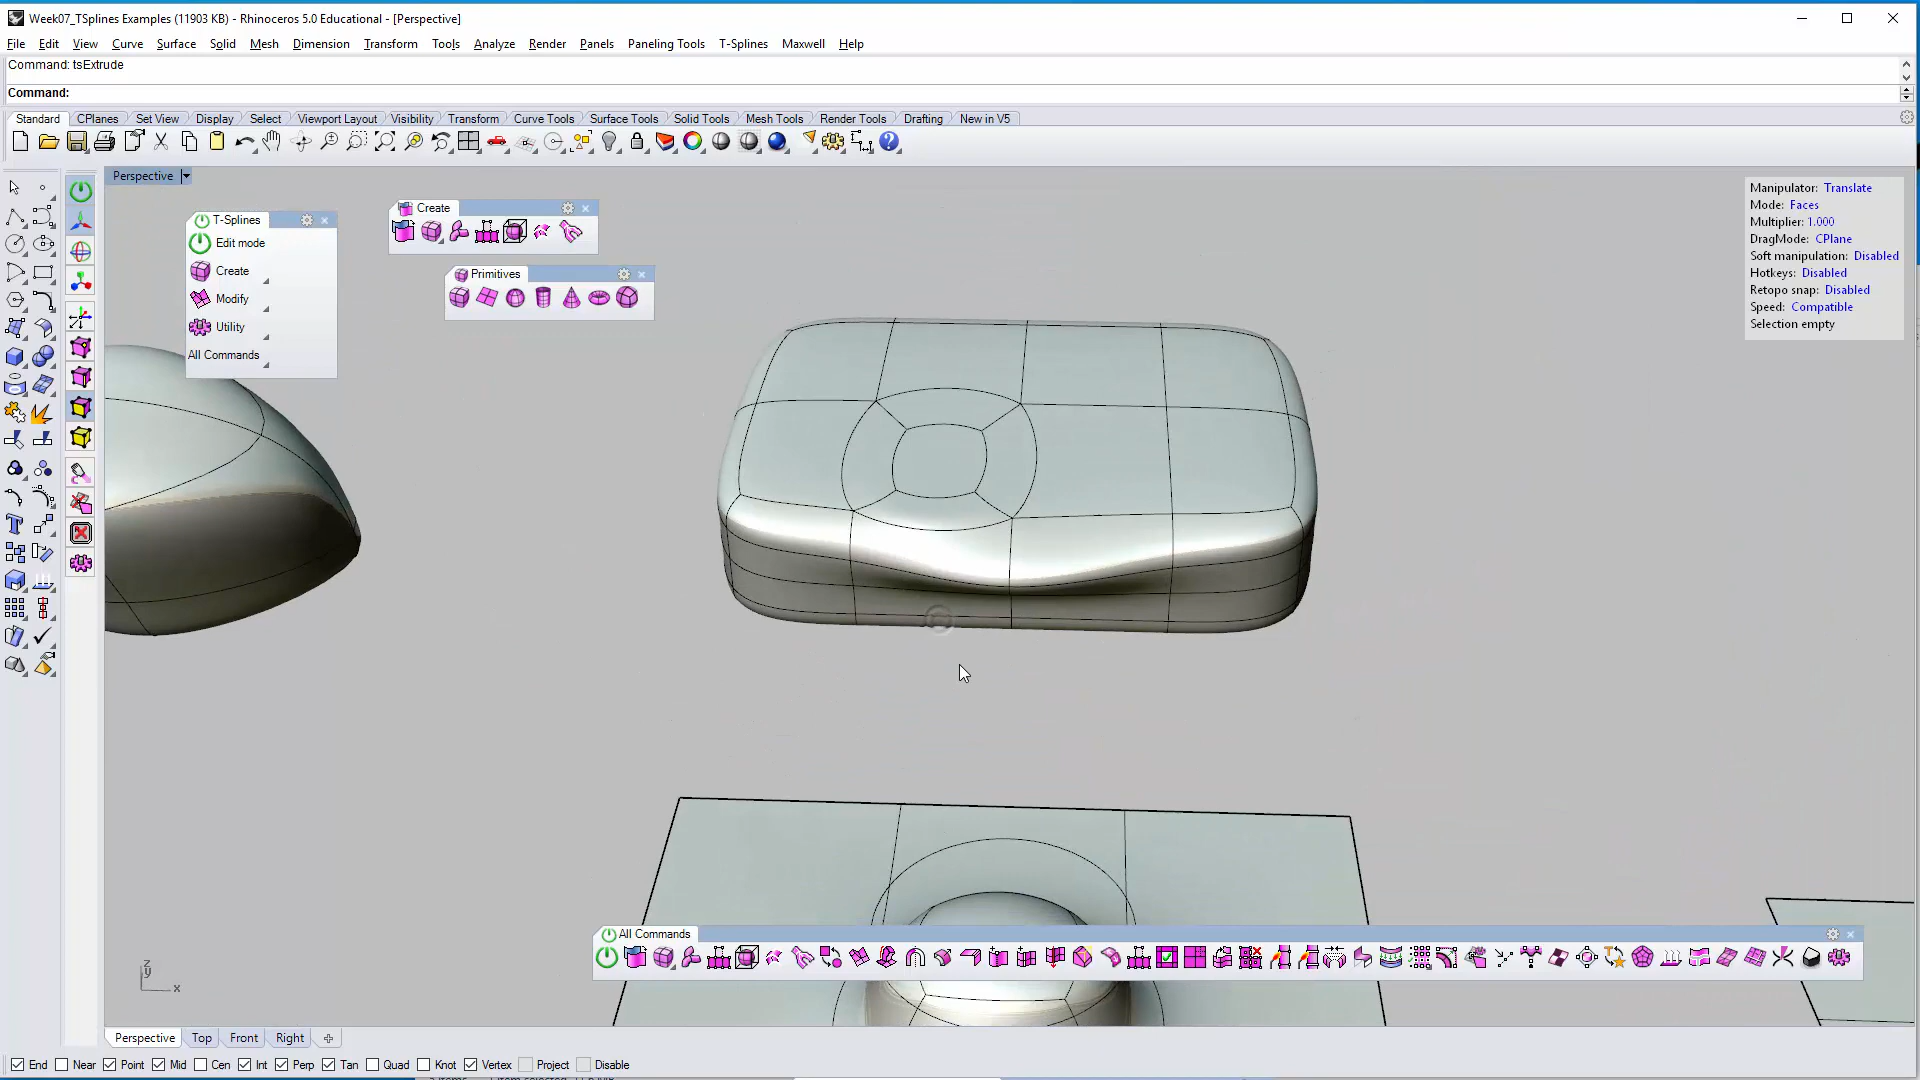 Week07_TSplines Examples (11903 KB) - Rhinoceros 5.0 Educational - [Perspective]
File Edit View Curve Surface Solid Mesh Dimension Transform Tools Analyze Render Panels Paneling Tools T-Splines Maxwell Help
Command: tsExtrude
Command:
Standard CPlanes Set View Display Select Viewport Layout Visibility Transform Curve Tools Surface Tools Solid Tools Mesh Tools Render Tools Drafting New in V5
Perspective
T-Splines
Edit mode
Create
Modify
Utility
All Commands
Create
Primitives
Manipulator: Translate
Mode: Faces
Multiplier: 1.000
DragMode: CPlane
Soft manipulation: Disabled
Hotkeys: Disabled
Retopo snap: Disabled
Speed: Compatible
Selection empty
All Commands
z
y
x
Perspective Top Front Right
End Near Point Mid Cen Int Perp Tan Quad Knot Vertex Project Disable